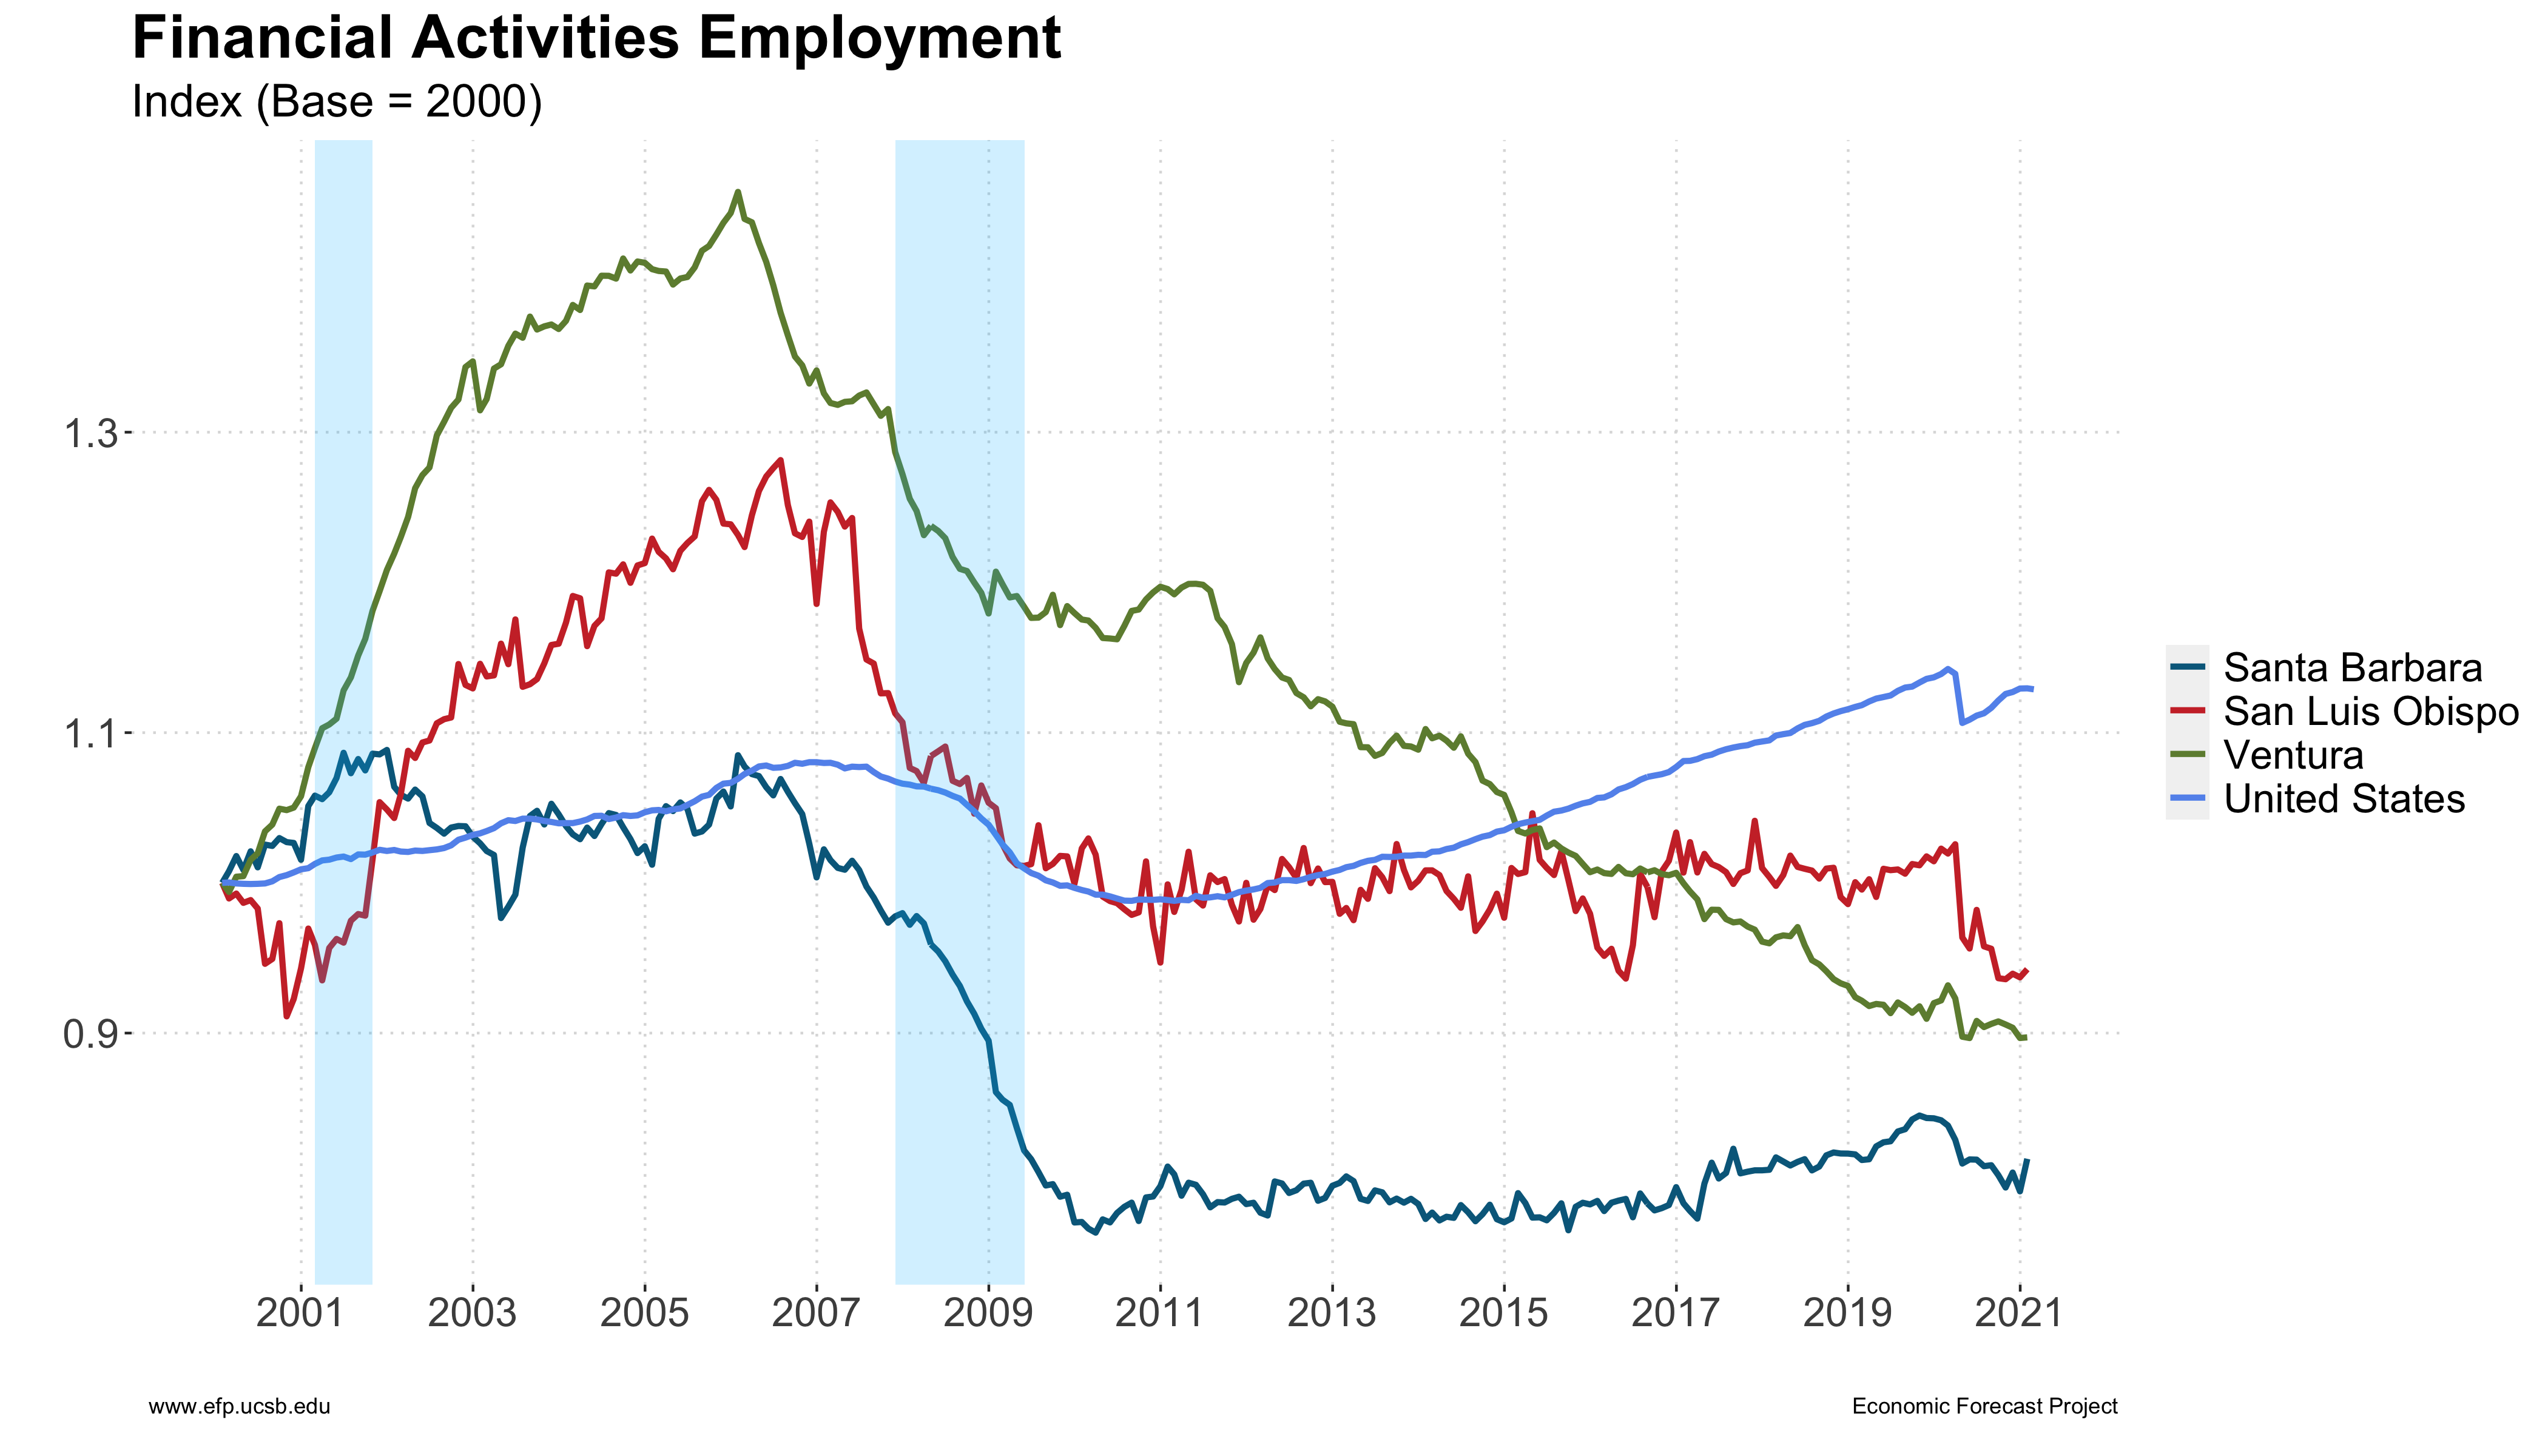 Financial Activities Employment
Index (Base = 2000)
1.3
1.1
0.9
2001 2003 2005 2007 2009 2011 2013 2015 2017 2019 2021
Santa Barbara
San Luis Obispo
Ventura
United States
www.efp.ucsb.edu
Economic Forecast Project